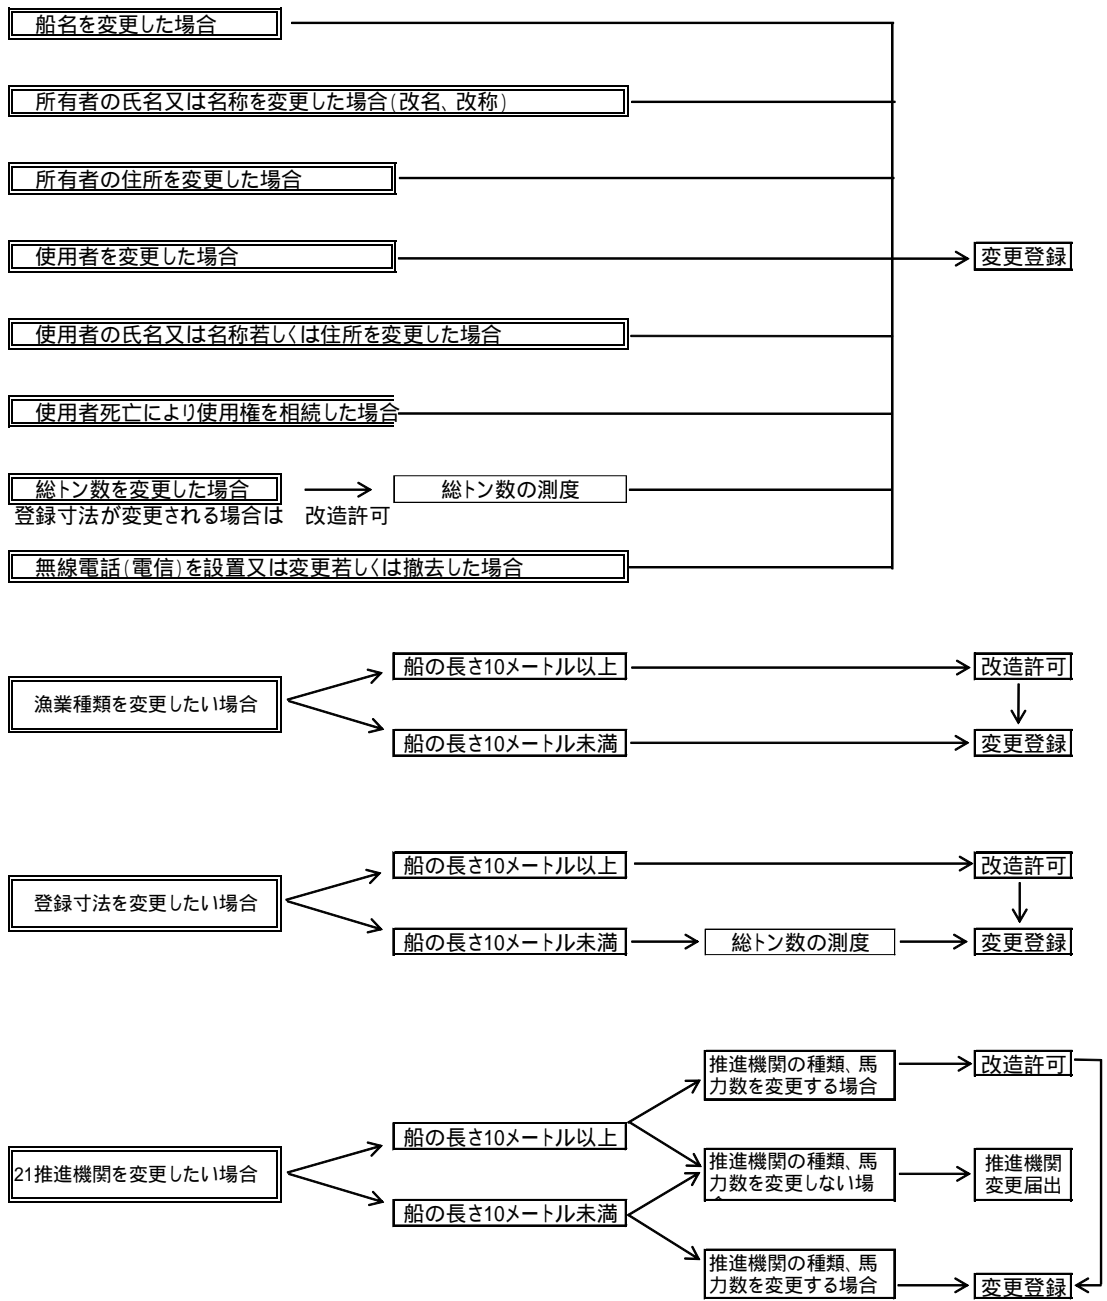 船名を変更した場合
所有者の氏名又は名称を変更した場合(改名、改称)
所有者の住所を変更した場合
使用者を変更した場合
変更登録
使用者の氏名又は名称若しくは住所を変更した場合
使用者死亡により使用権を相続した場合
総トン数を変更した場合
総トン数の測度
登録寸法が変更される場合は 改造許可
無線電話(電信)を設置又は変更若しくは撤去した場合
船の長さ10メートル以上
改造許可
漁業種類を変更したい場合
船の長さ10メートル未満
変更登録
船の長さ10メートル以上
改造許可
登録寸法を変更したい場合
船の長さ10メートル未満
総トン数の測度
変更登録
推進機関の種類、馬
力数を変更する場合
改造許可
船の長さ10メートル以上
21推進機関を変更したい場合
推進機関の種類、馬
力数を変更しない場
推進機関
変更届出
船の長さ10メートル未満
推進機関の種類、馬
力数を変更する場合
変更登録